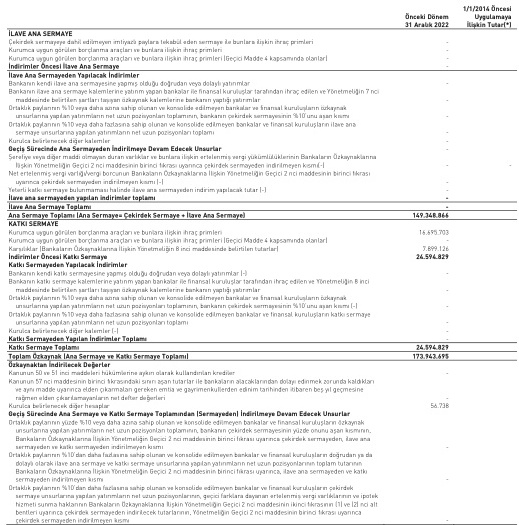 Önceki Dönem 31 Aralık 2022
1/1/2014 Öncesi Uygulamaya İlişkin Tutar(*)
İLAVE ANA SERMAYE
Çekirdek sermayeye dahil edilmeyen imtiyazlı paylara tekabül eden sermaye ile bunlara ilişkin ihraç primleri -
Kurumca uygun görülen borçlanma araçları ve bunlara ilişkin ihraç primleri -
Kurumca uygun görülen borçlanma araçları ve bunlara ilişkin ihraç primleri (Geçici Madde 4 kapsamında olanlar) -
İndirimler Öncesi İlave Ana Sermaye -
İlave Ana Sermayeden Yapılacak İndirimler
Bankanın kendi ilave ana sermayesine yapmış olduğu doğrudan veya dolaylı yatırımlar -
Bankanın ilave ana sermaye kalemlerine yatırım yapan bankalar ile finansal kuruluşlar tarafından ihraç edilen ve Yönetmeliğin 7 nci
maddesinde belirtilen şartları taşıyan özkaynak kalemlerine bankanın yaptığı yatırımlar -
Ortaklık paylarının %10 veya daha azına sahip olunan ve konsolide edilmeyen bankalar ve finansal kuruluşların özkaynak
unsurlarına yapılan yatırımların net uzun pozisyonları toplamının, bankanın çekirdek sermayesinin %10'unu aşan kısmı -
Ortaklık paylarının %10 veya daha fazlasına sahip olunan ve konsolide edilmeyen bankalar ve finansal kuruluşların ilave ana
sermaye unsurlarına yapılan yatırımların net uzun pozisyonları toplamı -
Kurulca belirlenecek diğer kalemler -
Geçiş Sürecinde Ana Sermayeden İndirilmeye Devam Edecek Unsurlar
Şerefiye veya diğer maddi olmayan duran varlıklar ve bunlara ilişkin ertelenmiş vergi yükümlülüklerinin Bankaların Özkaynaklarına
İlişkin Yönetmeliğin Geçici 2 nci maddesinin birinci fıkrası uyarınca çekirdek sermayeden indirilmeyen kısmı(-) - -
Net ertelenmiş vergi varlığı/vergi borcunun Bankaların Özkaynaklarına İlişkin Yönetmeliğin Geçici 2 nci maddesinin birinci fıkrası
uyarınca çekirdek sermayeden indirilmeyen kısmı (-) -
Yeterli katkı sermaye bulunmaması halinde ilave ana sermayeden indirim yapılacak tutar (-) -
İlave ana sermayeden yapılan indirimler toplamı -
İlave Ana Sermaye Toplamı -
Ana Sermaye Toplamı (Ana Sermaye= Çekirdek Sermaye + İlave Ana Sermaye) 149.348.866
KATKI SERMAYE
Kurumca uygun görülen borçlanma araçları ve bunlara ilişkin ihraç primleri 16.695.703
Kurumca uygun görülen borçlanma araçları ve bunlara ilişkin ihraç primleri (Geçici Madde 4 kapsamında olanlar) -
Karşılıklar (Bankaların Özkaynaklarına İlişkin Yönetmeliğin 8 inci maddesinde belirtilen tutarlar) 7.899.126
İndirimler Öncesi Katkı Sermaye 24.594.829
Katkı Sermayeden Yapılacak İndirimler
Bankanın kendi katkı sermayesine yapmış olduğu doğrudan veya dolaylı yatırımlar (-) -
Bankanın katkı sermaye kalemlerine yatırım yapan bankalar ile finansal kuruluşlar tarafından ihraç edilen ve Yönetmeliğin 8 inci
maddesinde belirtilen şartları taşıyan özkaynak kalemlerine bankanın yaptığı yatırımlar -
Ortaklık paylarının %10 veya daha azına sahip olunan ve konsolide edilmeyen bankalar ve finansal kuruluşların özkaynak
unsurlarına yapılan yatırımların net uzun pozisyonları toplamının, bankanın çekirdek sermayesinin %10'unu aşan kısmı (-) -
Ortaklık paylarının %10 veya daha fazlasına sahip olunan ve konsolide edilmeyen bankalar ve finansal kuruluşların katkı sermaye
unsurlarına yapılan yatırımların net uzun pozisyonları toplamı -
Kurulca belirlenecek diğer kalemler (-) -
Katkı Sermayeden Yapılan İndirimler Toplamı -
Katkı Sermaye Toplamı 24.594.829
Toplam Özkaynak (Ana Sermaye ve Katkı Sermaye Toplamı) 173.943.695
Özkaynaktan İndirilecek Değerler
Kanunun 50 ve 51 inci maddeleri hükümlerine aykırı olarak kullandırılan krediler -
Kanunun 57 nci maddesinin birinci fıkrasındaki sınırı aşan tutarlar ile bankaların alacaklarından dolayı edinmek zorunda kaldıkları
ve aynı madde uyarınca elden çıkarmaları gereken emtia ve gayrimenkullerden edinim tarihinden itibaren beş yıl geçmesine
rağmen elden çıkarılamayanların net defter değerleri -
Kurulca belirlenecek diğer hesaplar 56.738
Geçiş Sürecinde Ana Sermaye ve Katkı Sermaye Toplamından (Sermayeden) İndirilmeye Devam Edecek Unsurlar
Ortaklık paylarının yüzde %10 veya daha azına sahip olunan ve konsolide edilmeyen bankalar ve finansal kuruluşların özkaynak
unsurlarına yapılan yatırımların net uzun pozisyonları toplamının, bankanın çekirdek sermayesinin yüzde onunu aşan kısmının,
Bankaların Özkaynaklarına İlişkin Yönetmeliğin Geçici 2 nci maddesinin birinci fıkrası uyarınca çekirdek sermayeden, ilave ana
sermayeden ve katkı sermayeden indirilmeyen kısmı -
Ortaklık paylarının %10'dan daha fazlasına sahip olunan ve konsolide edilmeyen bankalar ve finansal kuruluşların doğrudan ya da
dolaylı olarak ilave ana sermaye ve katkı sermaye unsurlarına yapılan yatırımlarının net uzun pozisyonlarının toplam tutarının
Bankaların Özkaynaklarına İlişkin Yönetmeliğin Geçici 2 nci maddesinin birinci fıkrası uyarınca, ilave ana sermayeden ve katkı
sermayeden indirilmeyen kısmı -
Ortaklık paylarının %10'dan daha fazlasına sahip olunan ve konsolide edilmeyen bankalar ve finansal kuruluşların çekirdek
sermaye unsurlarına yapılan yatırımların net uzun pozisyonlarının, geçici farklara dayanan ertelenmiş vergi varlıklarının ve ipotek
hizmeti sunma haklarının Bankaların Özkaynaklarına İlişkin Yönetmeliğin Geçici 2 nci maddesinin ikinci fıkrasının (1) ve (2) nci alt
bentleri uyarınca çekirdek sermayeden indirilecek tutarlarının, Yönetmeliğin Geçici 2 nci maddesinin birinci fıkrası uyarınca
çekirdek sermayeden indirilmeyen kısmı -